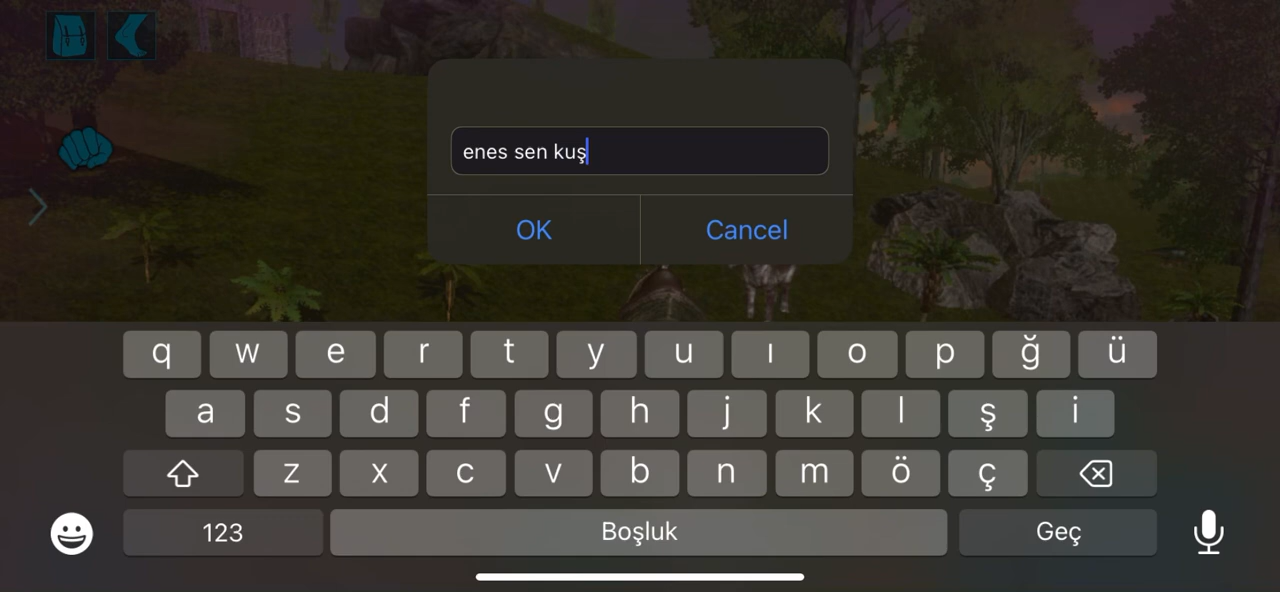 enes sen kuş
OK Cancel
q w e r t y u ı o p ğ ü
a s d f g h j k l ş i
z x c v b n m ö ç
123 Boşluk Geç